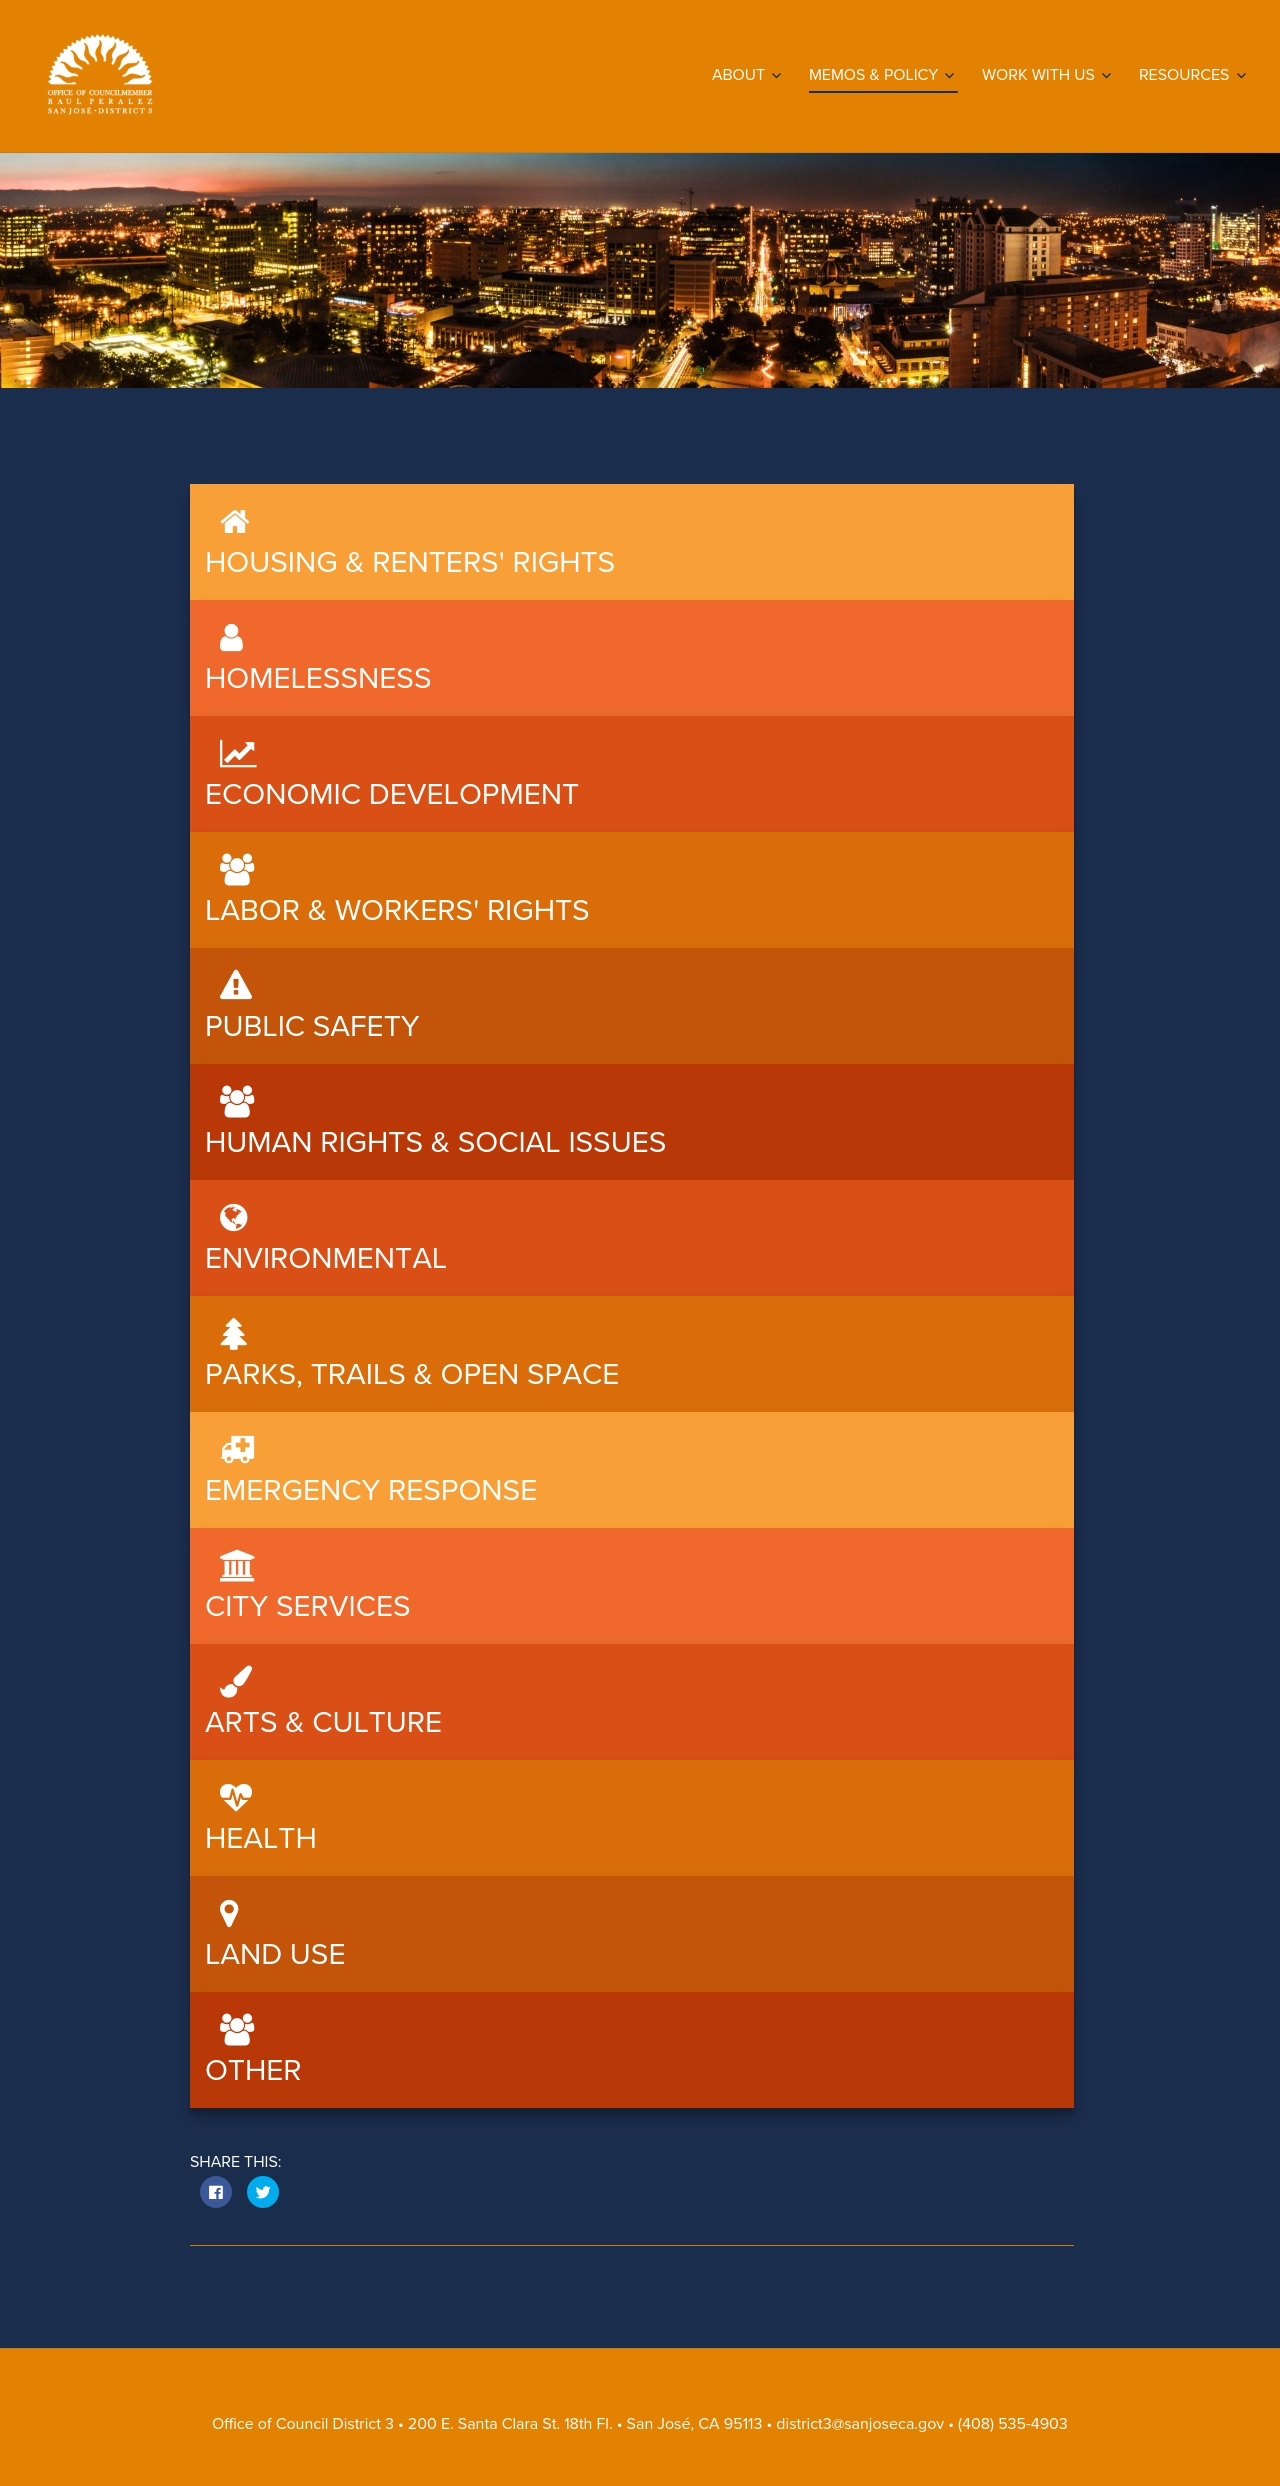 OFFICE OF COUNCILMEMBER
RAUL PERALEZ
SAN JOSÉ • DISTRICT 3
ABOUT
MEMOS & POLICY
WORK WITH US
RESOURCES
HOUSING & RENTERS' RIGHTS
HOMELESSNESS
ECONOMIC DEVELOPMENT
LABOR & WORKERS' RIGHTS
PUBLIC SAFETY
HUMAN RIGHTS & SOCIAL ISSUES
ENVIRONMENTAL
PARKS, TRAILS & OPEN SPACE
EMERGENCY RESPONSE
CITY SERVICES
ARTS & CULTURE
HEALTH
LAND USE
OTHER
SHARE THIS:
Office of Council District 3 • 200 E. Santa Clara St. 18th Fl. • San José, CA 95113 • district3@sanjoseca.gov • (408) 535-4903